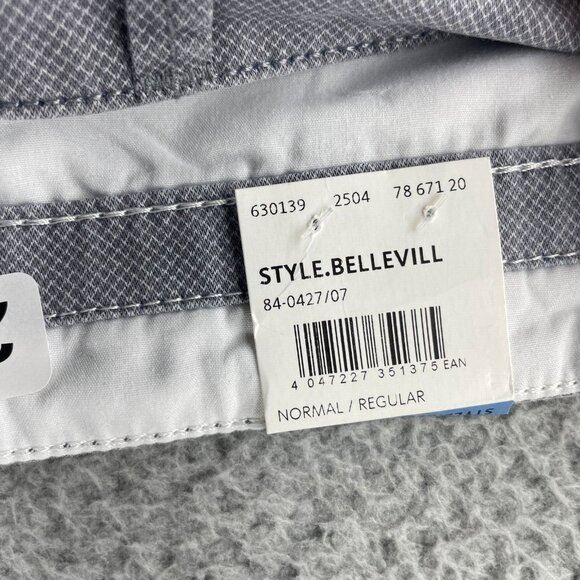 630139 2504 78 671 20
STYLE.BELLEVILL
84-0427/07
4 047227 351375 EAN
NORMAL / REGULAR